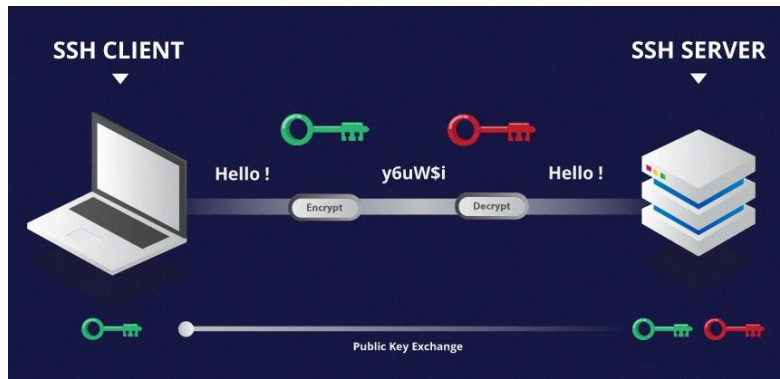 SSH CLIENT
SSH SERVER
Hello !
y6uW$i
Hello !
Encrypt
Decrypt
Public Key Exchange